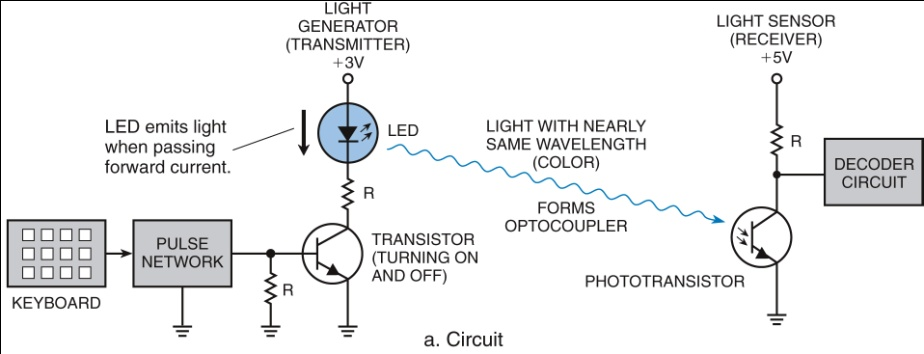 LIGHT
GENERATOR
(TRANSMITTER)
+3V
LIGHT SENSOR
(RECEIVER)
+5V
LED emits light
when passing
forward current.
LED
LIGHT WITH NEARLY
SAME WAVELENGTH
(COLOR)
FORMS
OPTOCOUPLER
R
DECODER
CIRCUIT
R
PULSE
NETWORK
TRANSISTOR
(TURNING ON
AND OFF)
R
KEYBOARD
PHOTOTRANSISTOR
a. Circuit